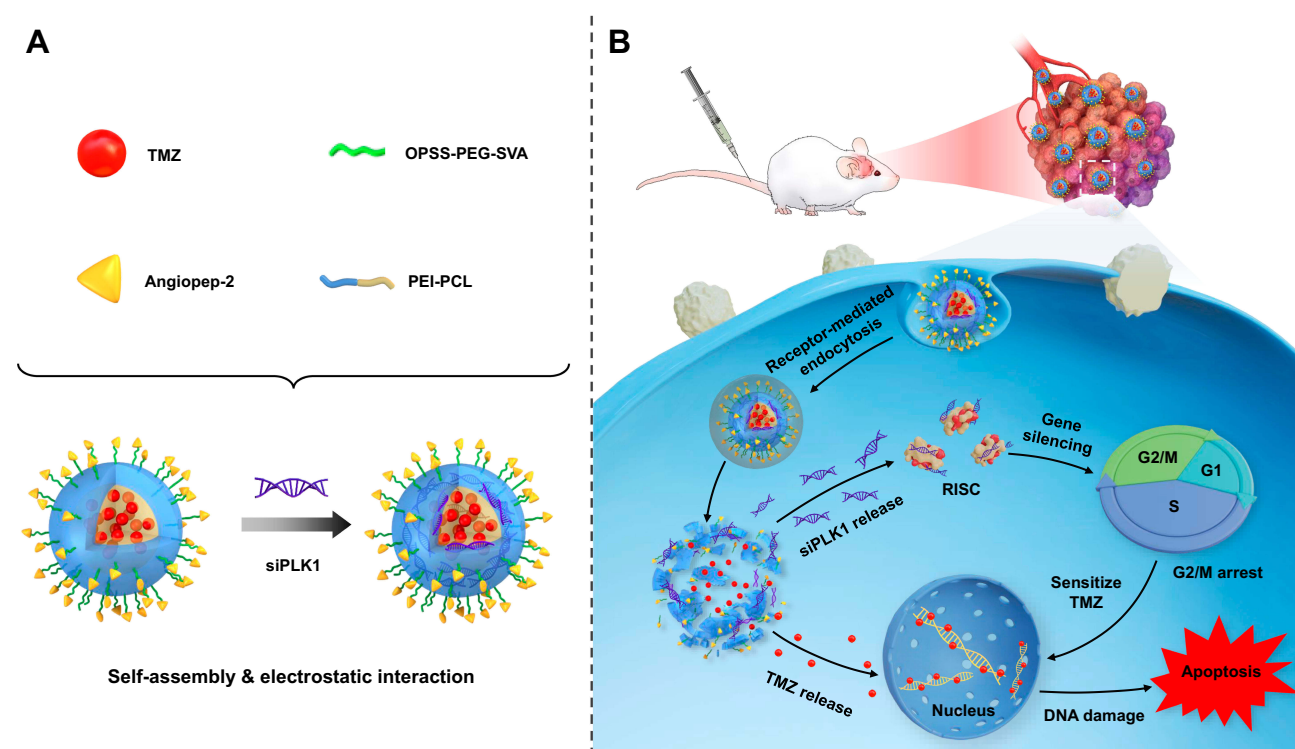 A
TMZ
OPSS-PEG-SVA
Angiopep-2
PEI-PCL
siPLK1
Self-assembly & electrostatic interaction
B
Receptor-mediated
endocytosis
siPLK1 release
RISC
Gene
silencing
G2/M
G1
S
G2/M arrest
Sensitize
TMZ
TMZ release
Nucleus
DNA damage
Apoptosis